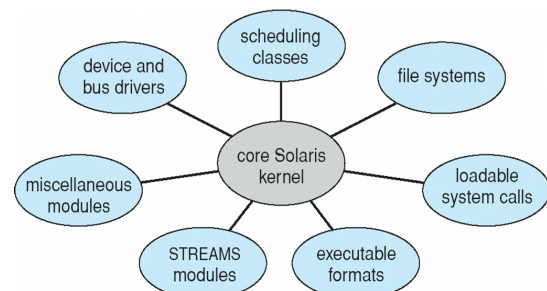 scheduling
classes
device and
bus drivers
file systems
core Solaris
kernel
miscellaneous
modules
loadable
system calls
STREAMS
modules
executable
formats